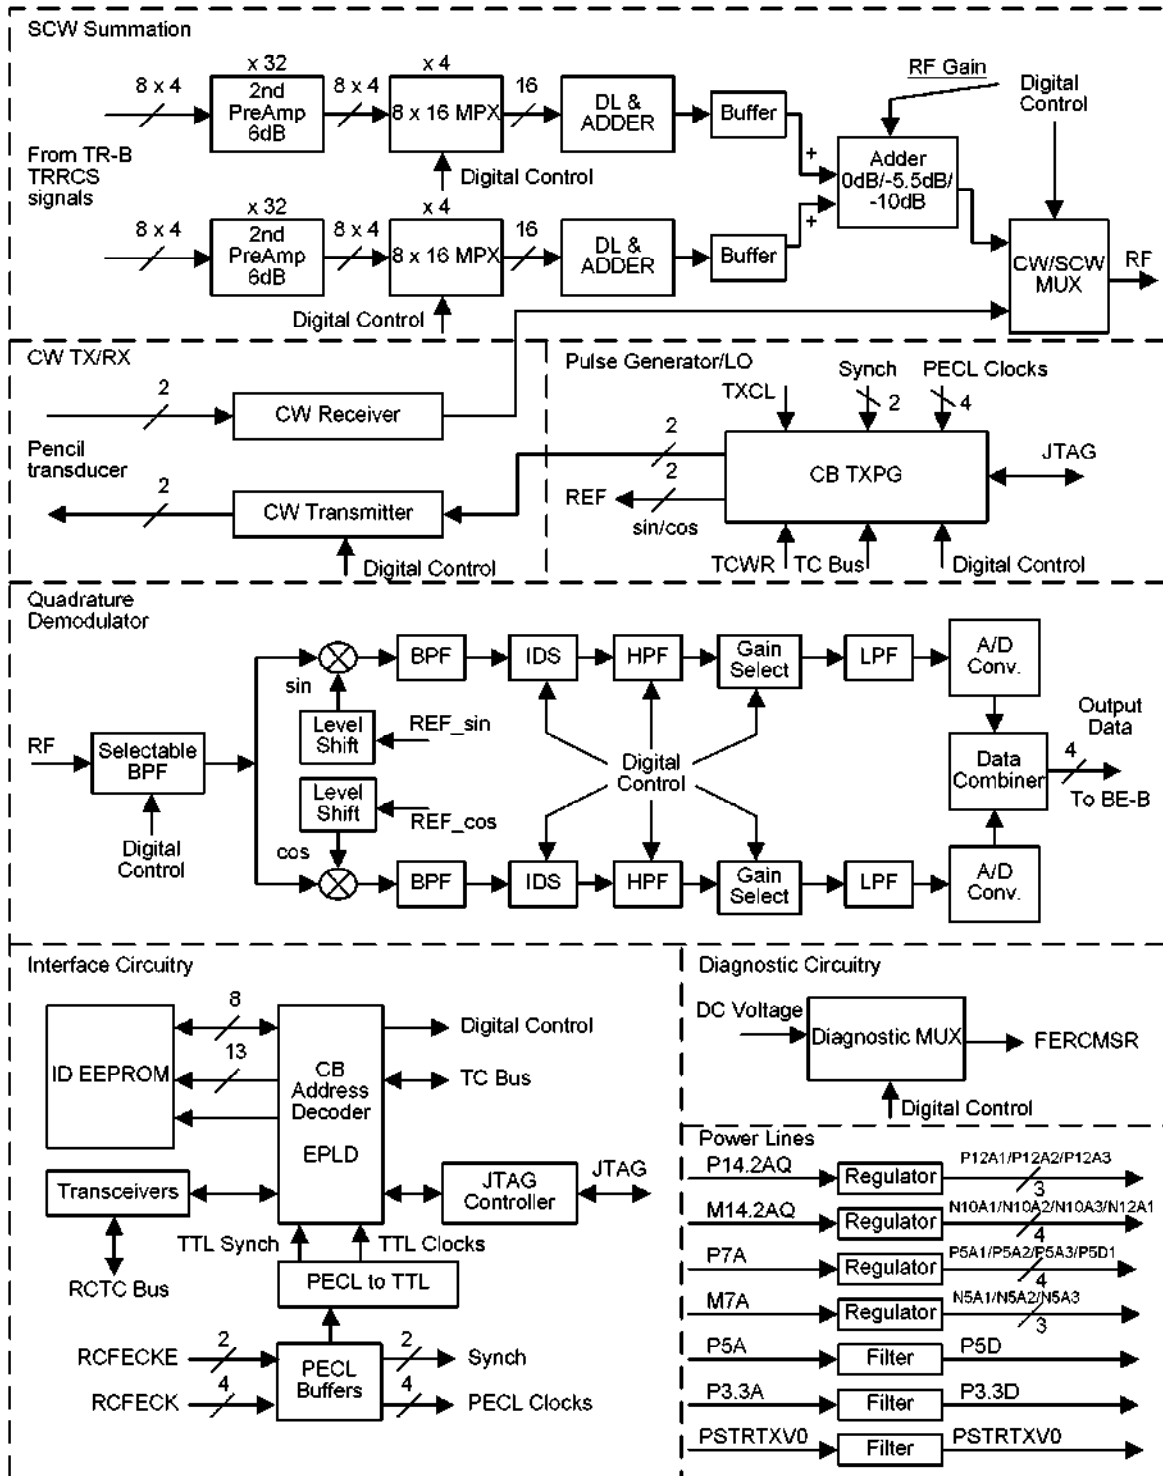 SCW Summation
x 32
x 4
8 x 4
2nd
PreAmp
6dB
8 x 4
8 x 16 MPX
16
DL &
ADDER
Buffer
RF Gain
Digital
Control
From TR-B
TRRCS
signals
Digital Control
+
Adder
0dB/-5.5dB/
-10dB
x 32
x 4
8 x 4
2nd
PreAmp
6dB
8 x 4
8 x 16 MPX
16
DL &
ADDER
Buffer
+
CW/SCW
MUX
RF
Digital Control
CW TX/RX
2
CW Receiver
Pencil
transducer
2
CW Transmitter
Digital Control
Pulse Generator/LO
TXCL
Synch
2
PECL Clocks
4
2
CB TXPG
JTAG
REF
2
sin/cos
TCWR
TC Bus
Digital Control
Quadrature
Demodulator
sin
BPF
IDS
HPF
Gain
Select
LPF
A/D
Conv.
Level
Shift
REF_sin
RF
Selectable
BPF
Digital
Control
Digital
Control
Data
Combiner
Output
Data
4
To BE-B
Level
Shift
REF_cos
cos
BPF
IDS
HPF
Gain
Select
LPF
A/D
Conv.
Interface Circuitry
ID EEPROM
8
13
CB
Address
Decoder
EPLD
Digital Control
TC Bus
Transceivers
JTAG
Controller
JTAG
RCTC Bus
TTL Synch
TTL Clocks
PECL to TTL
RCFECKE
2
PECL
Buffers
2
Synch
RCFECK
4
4
PECL Clocks
Diagnostic Circuitry
DC Voltage
Diagnostic MUX
FERCMSR
Digital Control
Power Lines
P14.2AQ
Regulator
P12A1/P12A2/P12A3
3
M14.2AQ
Regulator
N10A1/N10A2/N10A3/N12A1
4
P7A
Regulator
P5A1/P5A2/P5A3/P5D1
4
M7A
Regulator
N5A1/N5A2/N5A3
3
P5A
Filter
P5D
P3.3A
Filter
P3.3D
PSTRTXV0
Filter
PSTRTXV0